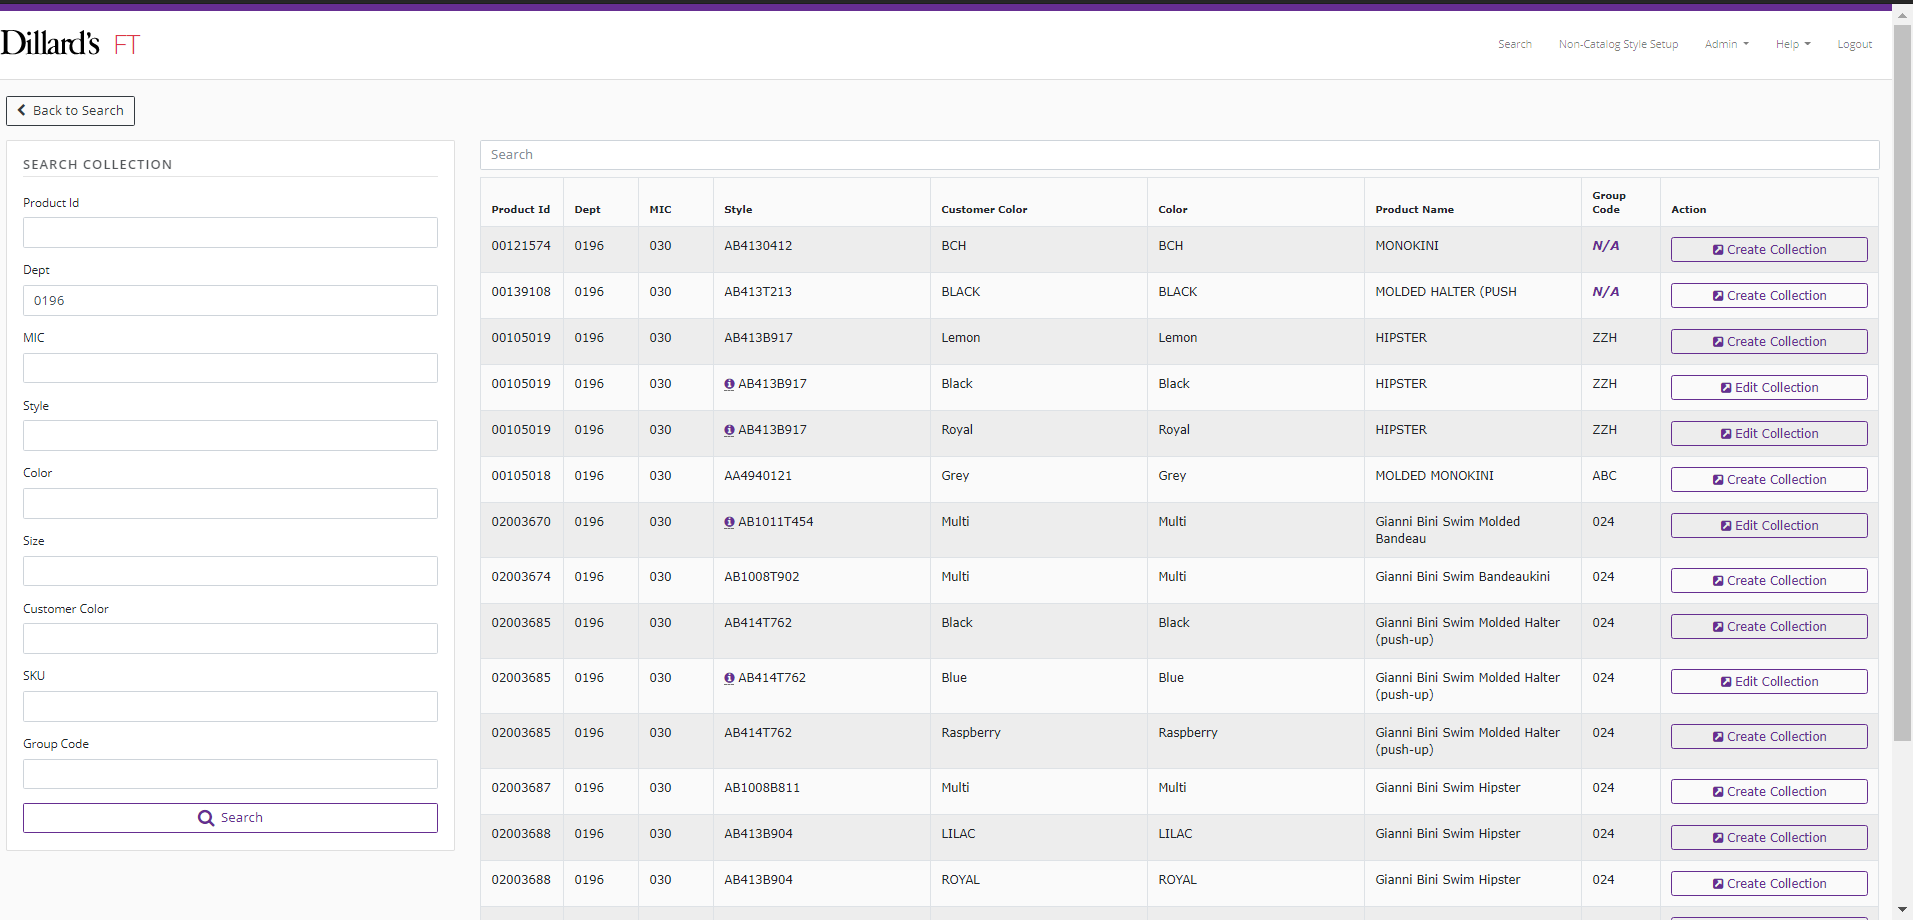 Dillard's FT
Search Non-Catalog Style Setup Admin Help Logout
Back to Search
SEARCH COLLECTION
Product Id
Dept
0196
MIC
Style
Color
Size
Customer Color
SKU
Group Code
Search
Search
Product Id Dept MIC Style Customer Color Color Product Name Group Code Action
00121574 0196 030 AB4130412 BCH BCH MONOKINI N/A Create Collection
00139108 0196 030 AB413T213 BLACK BLACK MOLDED HALTER (PUSH N/A Create Collection
00105019 0196 030 AB413B917 Lemon Lemon HIPSTER ZZH Create Collection
00105019 0196 030 AB413B917 Black Black HIPSTER ZZH Edit Collection
00105019 0196 030 AB413B917 Royal Royal HIPSTER ZZH Edit Collection
00105018 0196 030 AA4940121 Grey Grey MOLDED MONOKINI ABC Create Collection
02003670 0196 030 AB1011T454 Multi Multi Gianni Bini Swim Molded Bandeau 024 Edit Collection
02003674 0196 030 AB1008T902 Multi Multi Gianni Bini Swim Bandeaukini 024 Create Collection
02003685 0196 030 AB414T762 Black Black Gianni Bini Swim Molded Halter (push-up) 024 Create Collection
02003685 0196 030 AB414T762 Blue Blue Gianni Bini Swim Molded Halter (push-up) 024 Edit Collection
02003685 0196 030 AB414T762 Raspberry Raspberry Gianni Bini Swim Molded Halter (push-up) 024 Create Collection
02003687 0196 030 AB1008B811 Multi Multi Gianni Bini Swim Hipster 024 Create Collection
02003688 0196 030 AB413B904 LILAC LILAC Gianni Bini Swim Hipster 024 Create Collection
02003688 0196 030 AB413B904 ROYAL ROYAL Gianni Bini Swim Hipster 024 Create Collection